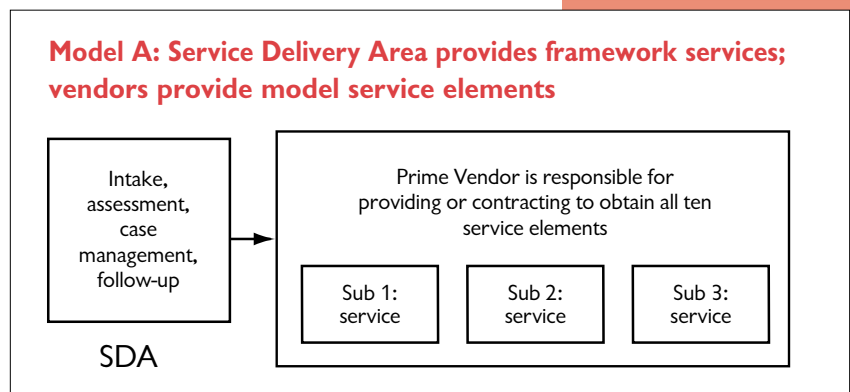 Model A: Service Delivery Area provides framework services;
vendors provide model service elements
Intake,
assessment,
case
management,
follow-up
SDA
Prime Vendor is responsible for
providing or contracting to obtain all ten
service elements
Sub 1:
service
Sub 2:
service
Sub 3:
service